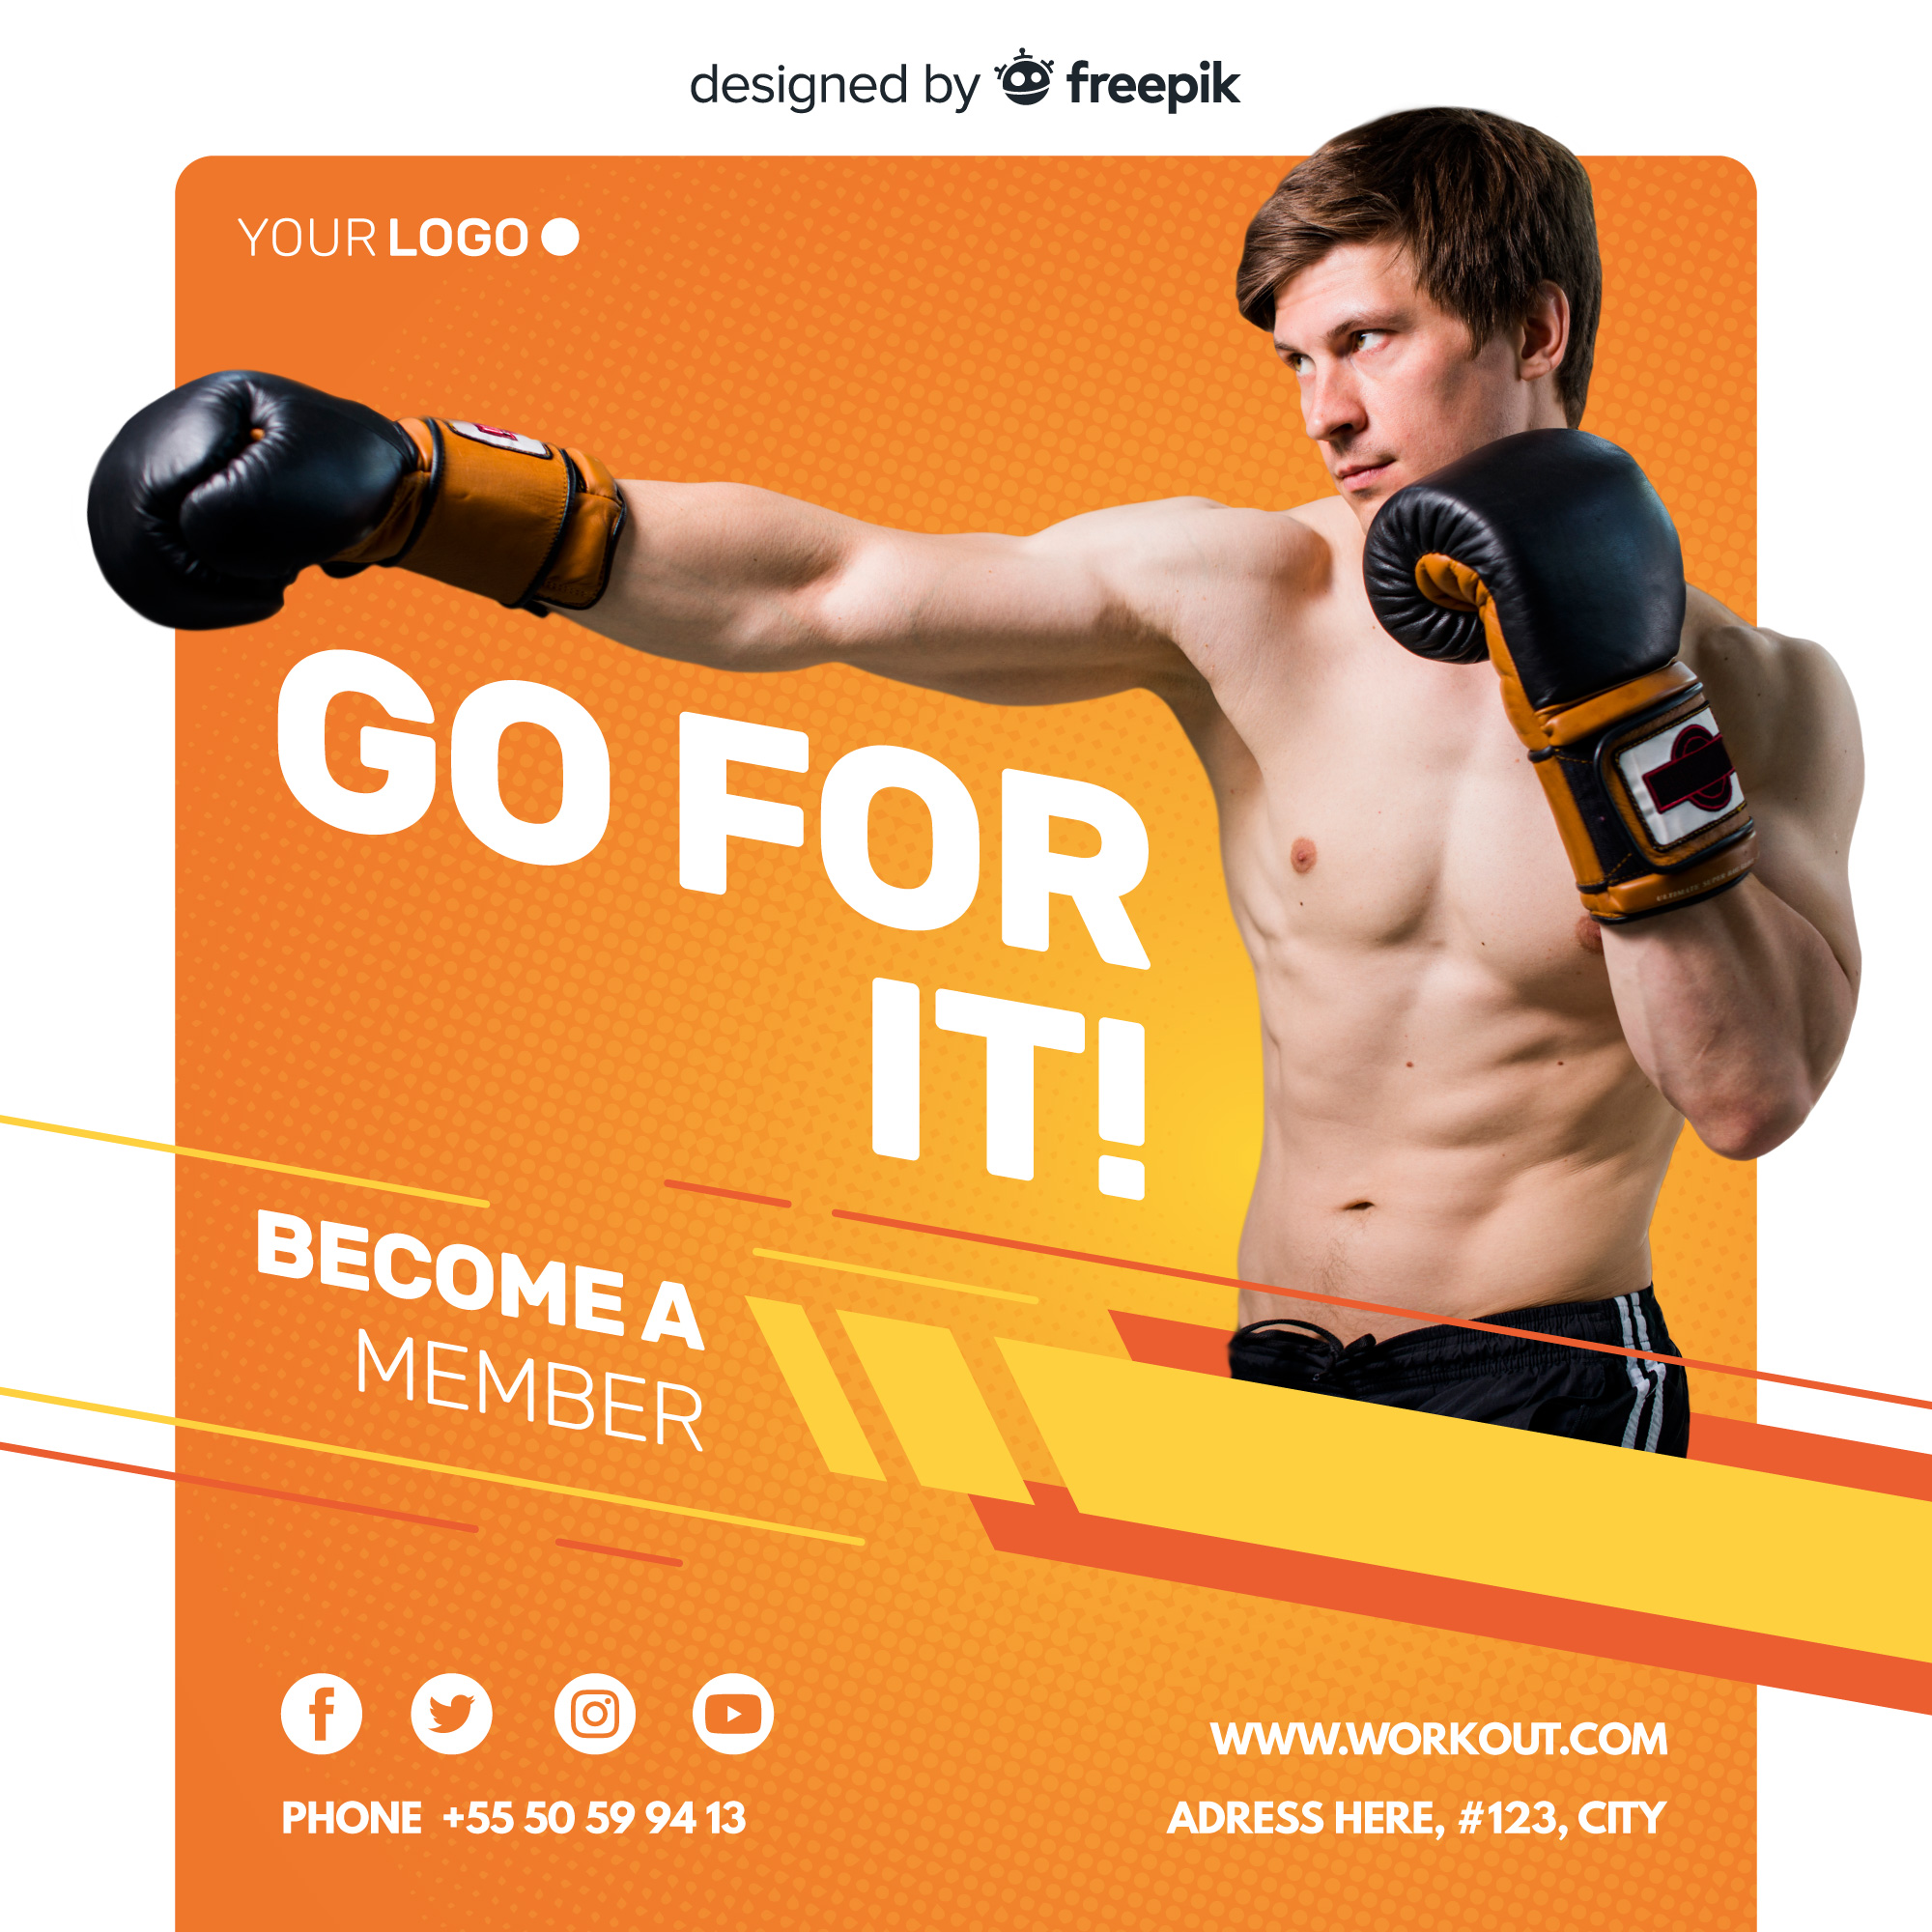 designed by freepik
YOUR LOGO
GO FOR
IT!
BECOME A
MEMBER
WWW.WORKOUT.COM
PHONE +55 50 59 94 13
ADRESS HERE, #123, CITY